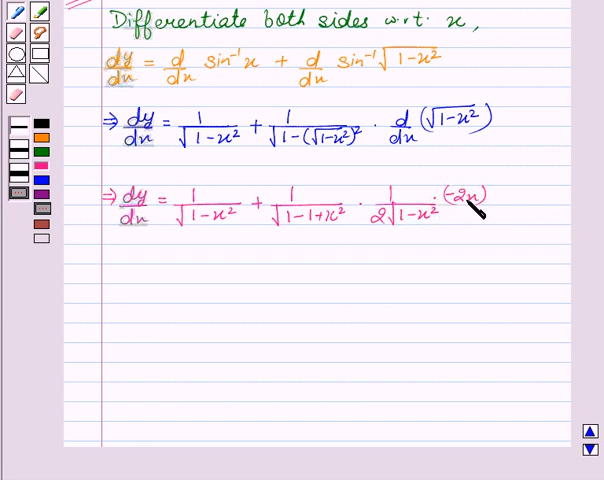 Differentiate both sides w.r.t. x,
dy/dx = d/dx sin⁻¹x + d/dx sin⁻¹√(1-x²)
⇒ dy/dx = 1/√(1-x²) + 1/√(1-(√(1-x²))²) · d/dx (√(1-x²))
⇒ dy/dx = 1/√(1-x²) + 1/√(1-1+x²) · 1/(2√(1-x²)) · (-2x)